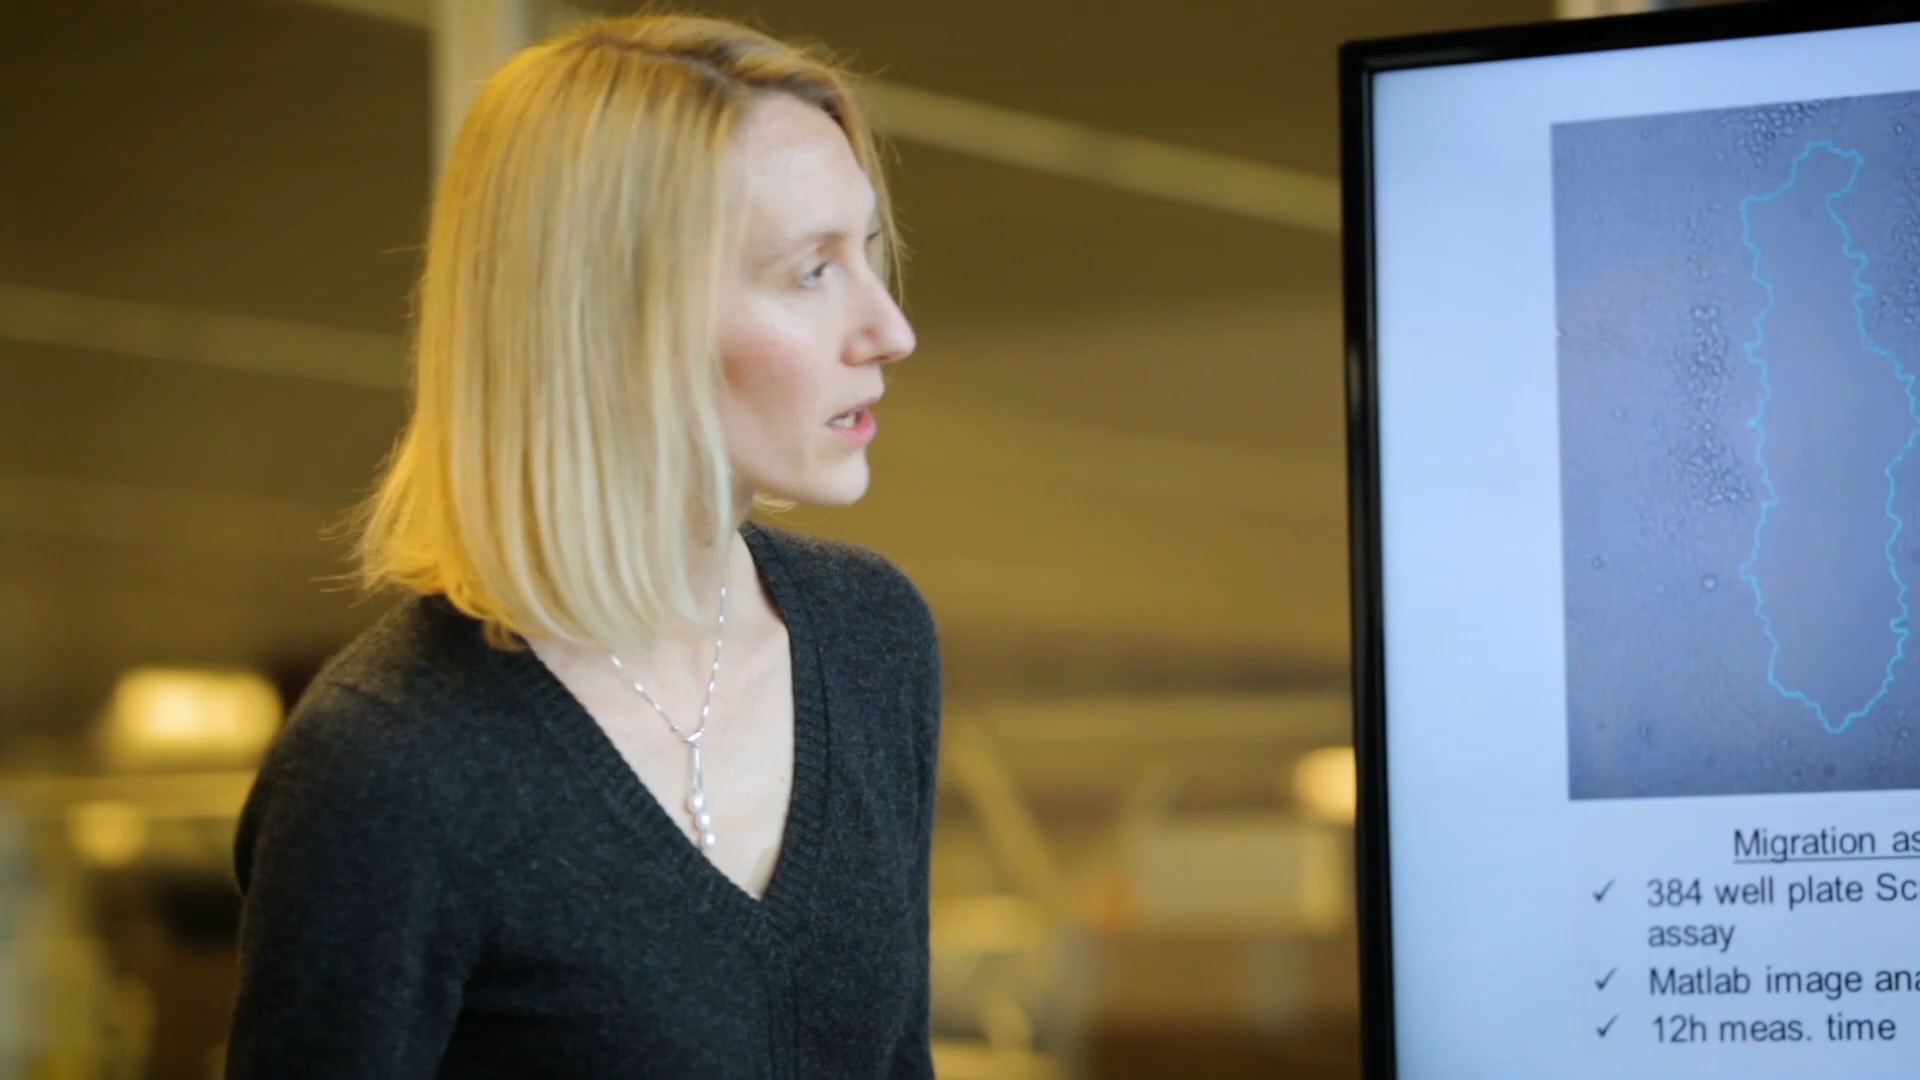 Migration as
✓ 384 well plate Sc
assay
✓ Matlab image ana
✓ 12h meas. time